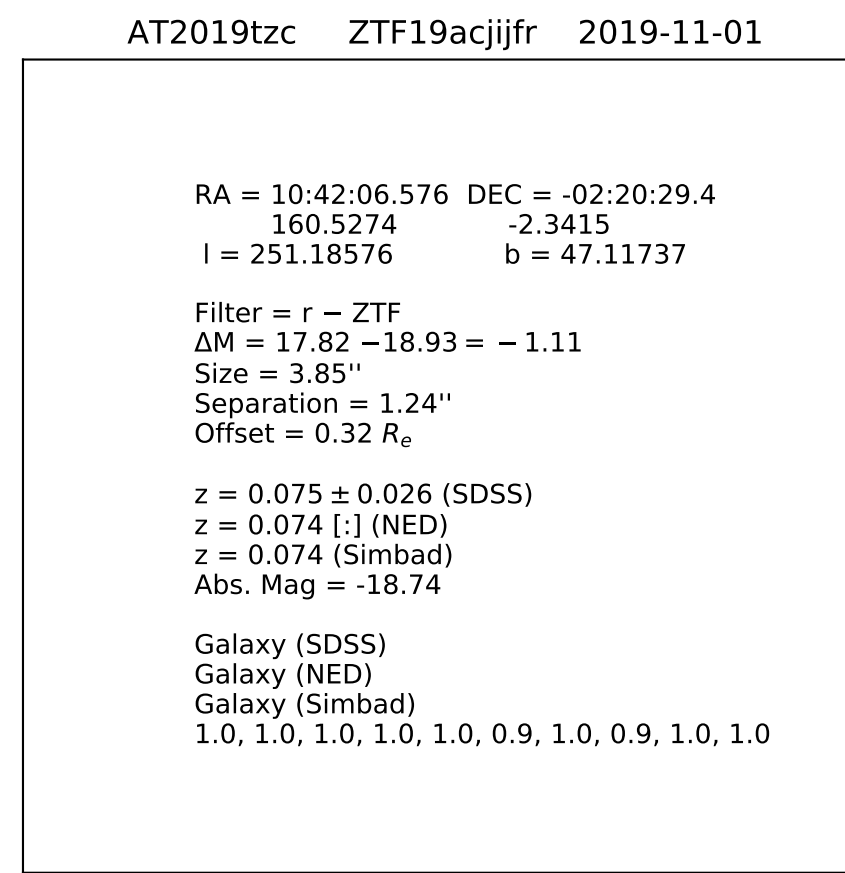 AT2019tzc ZTF19acjijfr 2019-11-01
RA = 10:42:06.576 DEC = -02:20:29.4
160.5274 -2.3415
l = 251.18576 b = 47.11737
Filter = r − ZTF
ΔM = 17.82 −18.93 = − 1.11
Size = 3.85''
Separation = 1.24''
Offset = 0.32 Rₑ
z = 0.075 ± 0.026 (SDSS)
z = 0.074 [:] (NED)
z = 0.074 (Simbad)
Abs. Mag = -18.74
Galaxy (SDSS)
Galaxy (NED)
Galaxy (Simbad)
1.0, 1.0, 1.0, 1.0, 1.0, 0.9, 1.0, 0.9, 1.0, 1.0